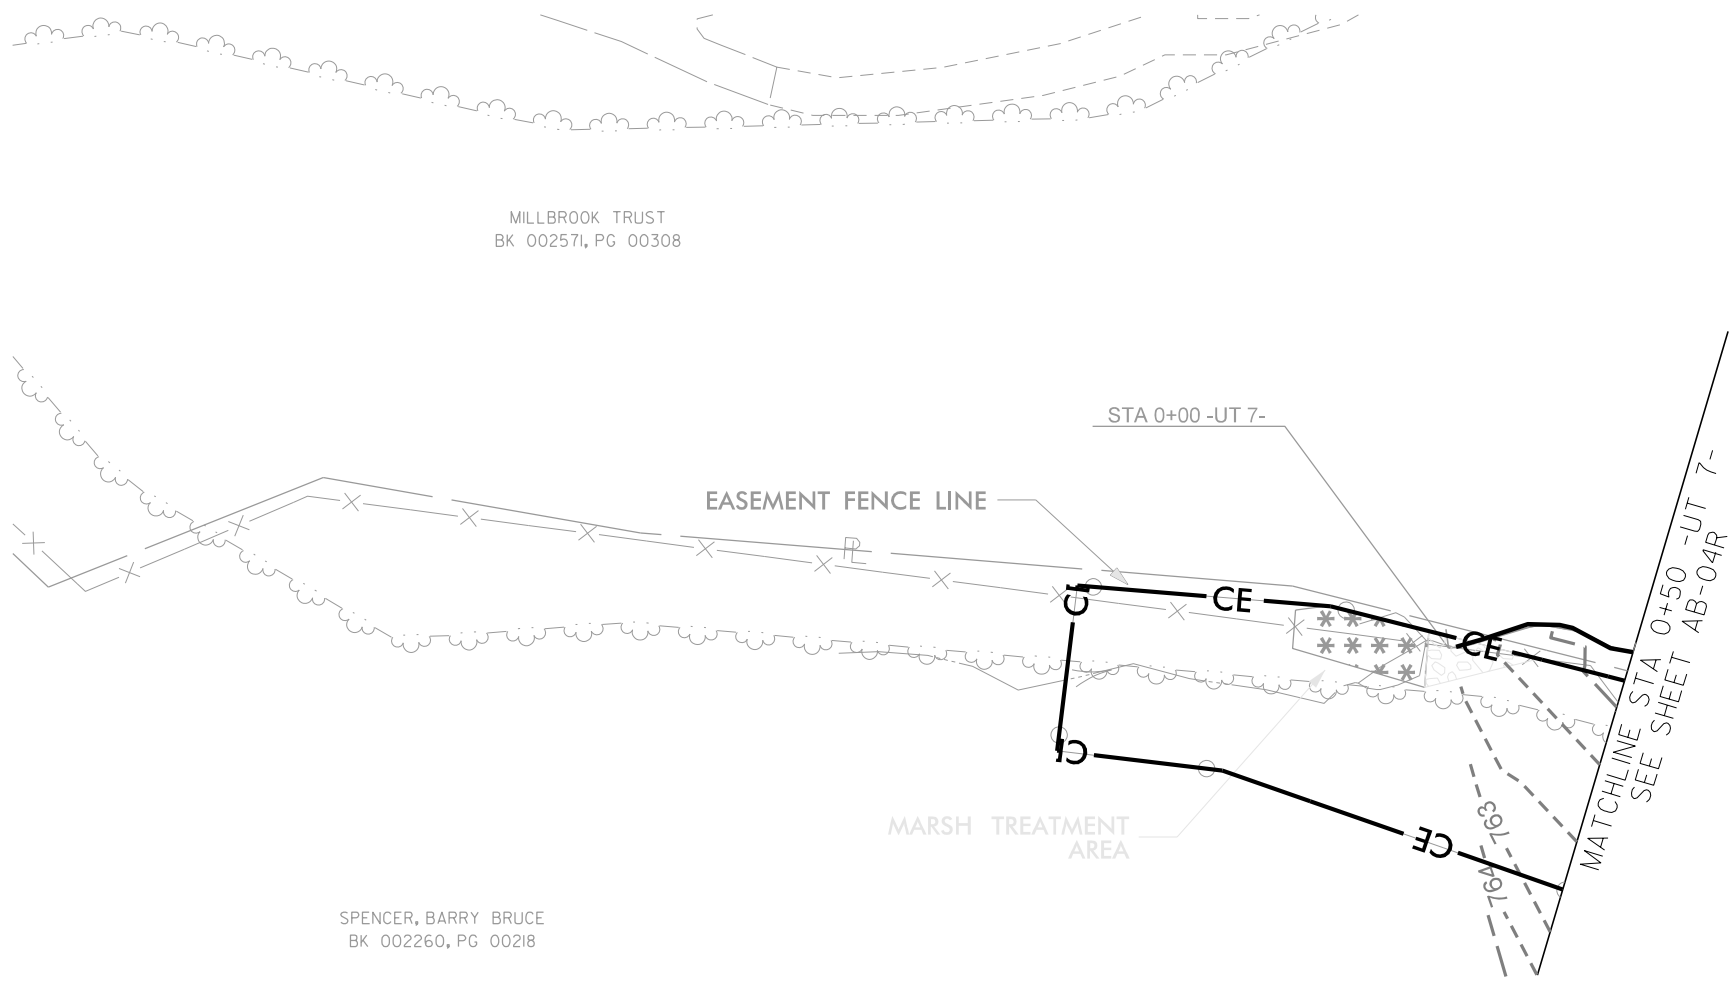 MILLBROOK TRUST
BK 002571, PG 00308
STA 0+00 -UT 7-
EASEMENT FENCE LINE
PL
CE
CE
CE
CE
CE
MATCHLINE STA 0+50 -UT 7-
SEE SHEET AB-04R
MARSH TREATMENT
AREA
763
764
SPENCER, BARRY BRUCE
BK 002260, PG 00218